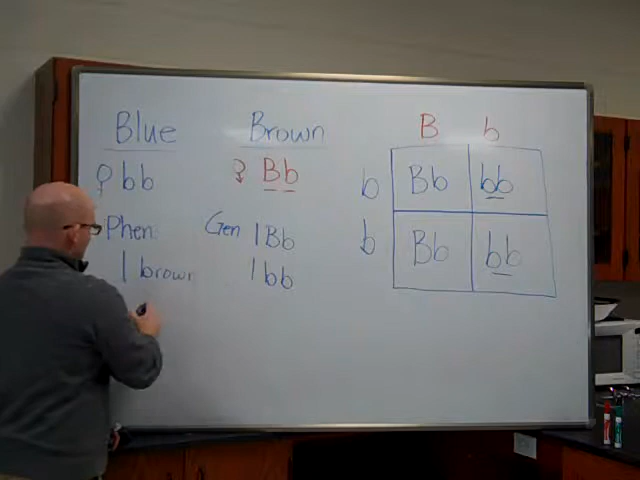 Blue Brown
♀ bb ♀ Bb
Phen: Gen 1Bb
1 brown 1bb
B b
b Bb bb
b Bb bb